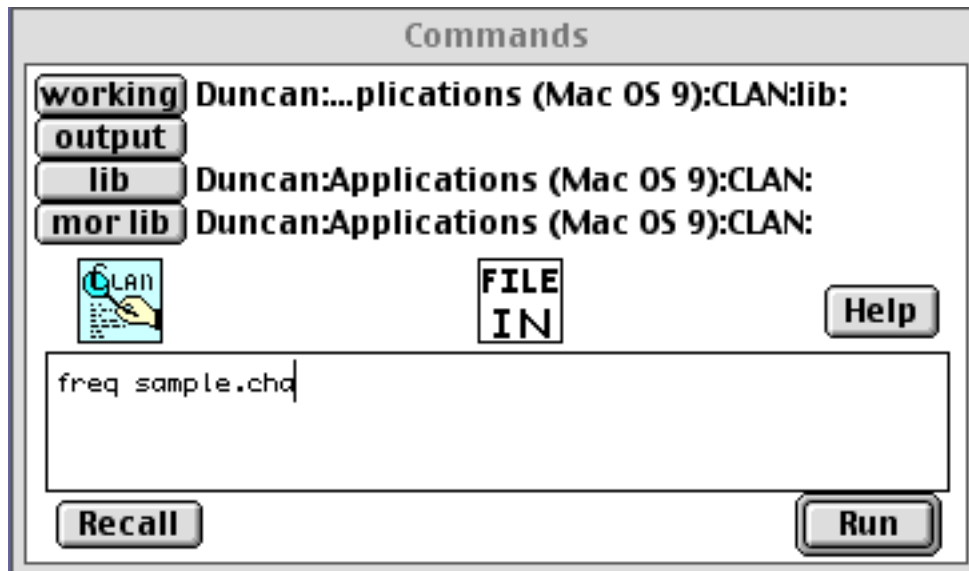 Commands
working Duncan:...plications (Mac OS 9):CLAN:lib:
output
lib Duncan:Applications (Mac OS 9):CLAN:
mor lib Duncan:Applications (Mac OS 9):CLAN:
CLAN
FILE
IN
Help
freq sample.cha
Recall Run